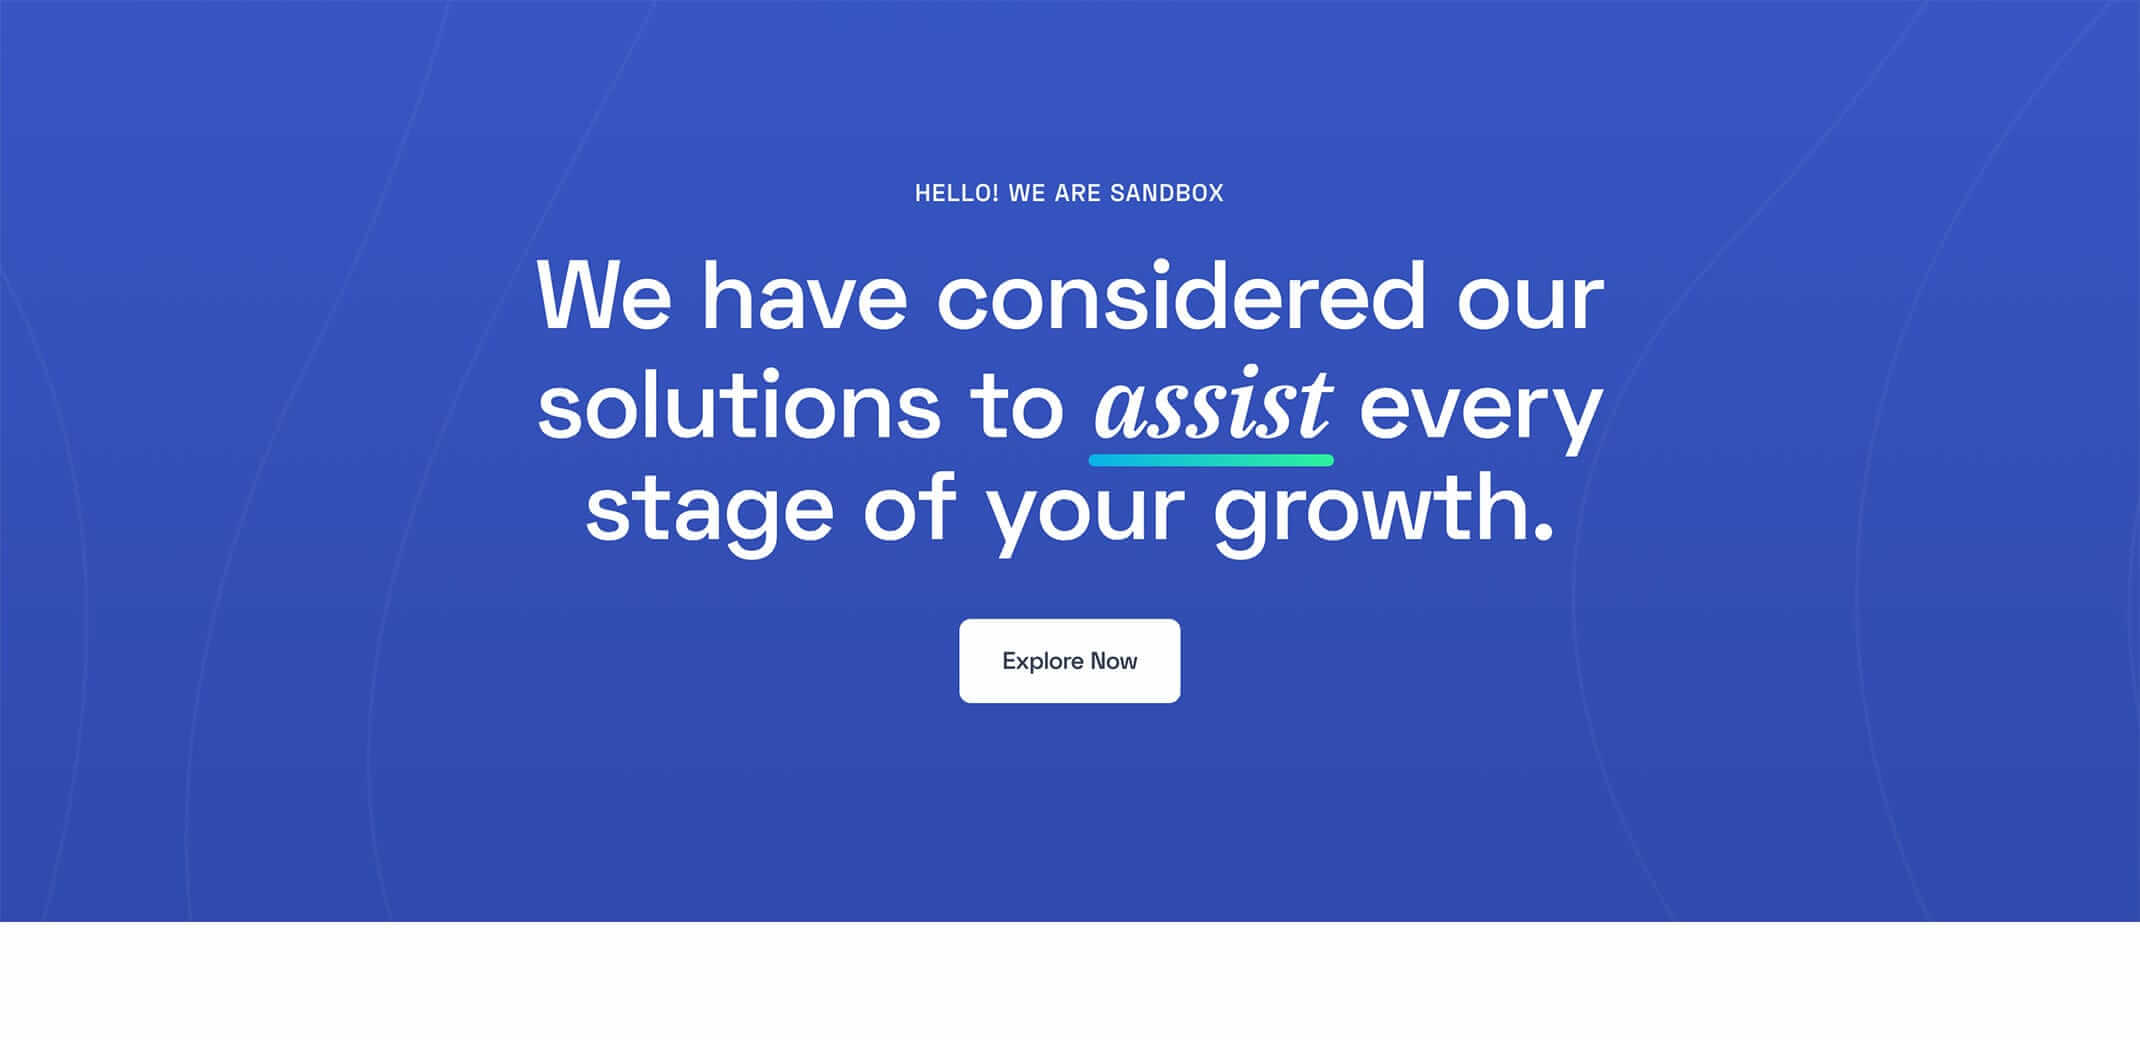 HELLO! WE ARE SANDBOX
We have considered our
solutions to assist every
stage of your growth.
Explore Now